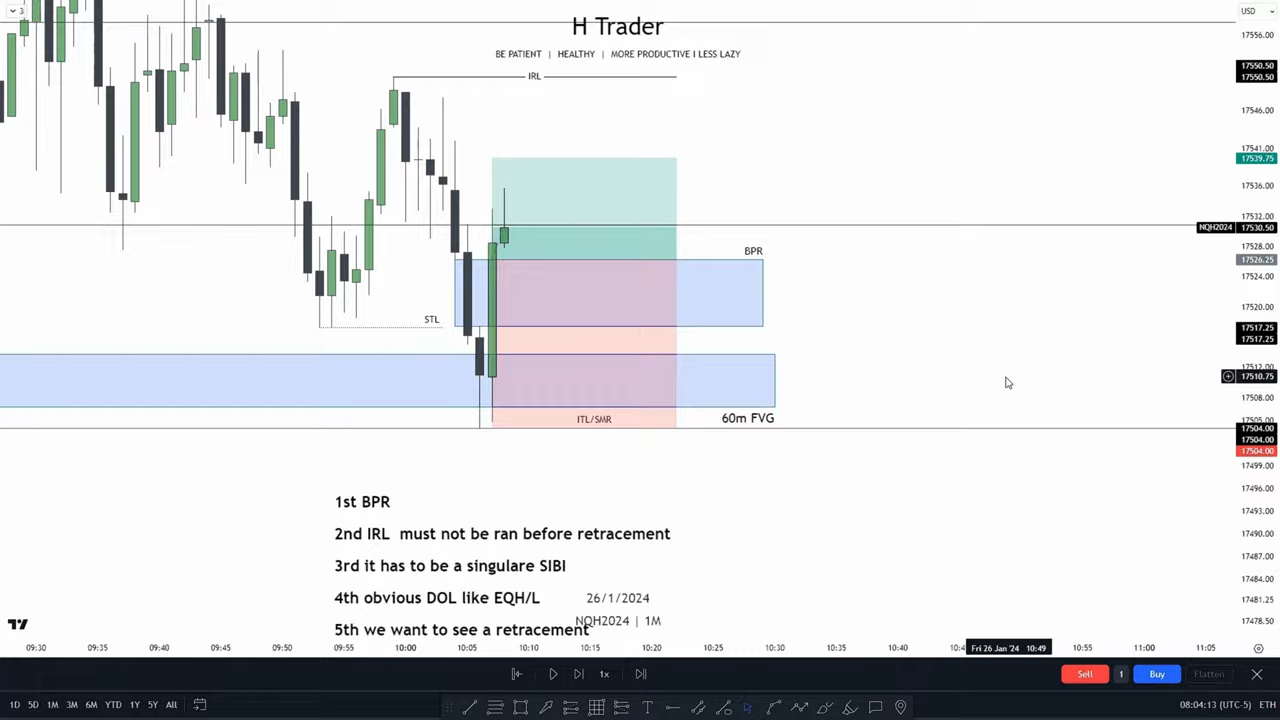 3
H Trader
USD
BE PATIENT | HEALTHY | MORE PRODUCTIVE I LESS LAZY
IRL
17556.00
17550.50
17550.50
17546.00
17541.00
17539.75
17536.00
17532.00
NQH2024 17530.50
17528.00
BPR
17526.25
17524.00
17520.00
STL
17517.25
17517.25
17512.00
17510.75
17508.00
ITL/SMR
60m FVG
17505.00
17504.00
17504.00
17504.00
17499.00
17496.00
17493.00
17490.00
17487.00
17484.00
17481.25
17478.50
1st BPR
2nd IRL must not be ran before retracement
3rd it has to be a singulare SIBI
4th obvious DOL like EQH/L
26/1/2024
5th we want to see a retracement
NQH2024 | 1M
09:30 09:35 09:40 09:45 09:50 09:55 10:00 10:05 10:10 10:15 10:20 10:25 10:30 10:35 10:40 10:4 Fri 26 Jan '24 10:49 10:55 11:00 11:05
1x
Sell 1 Buy Flatten
1D 5D 1M 3M 6M YTD 1Y 5Y All
08:04:13 (UTC-5) ETH